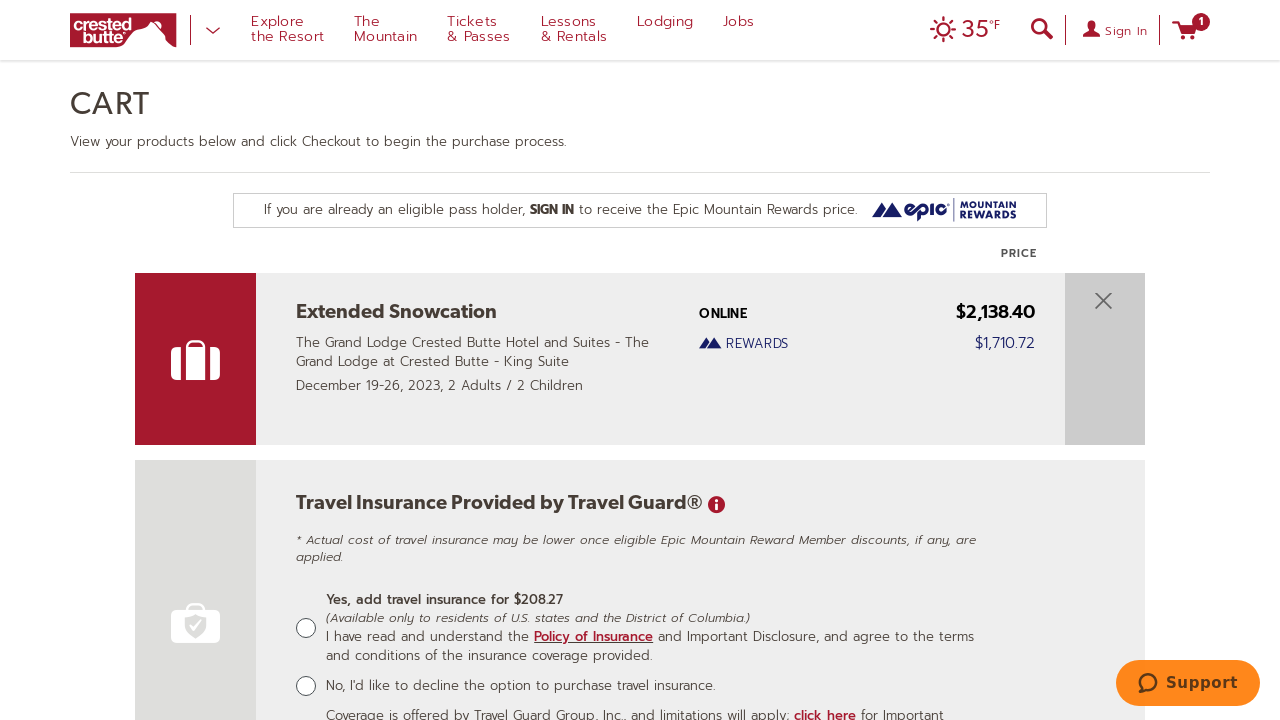 crested butte
Explore the Resort
The Mountain
Tickets & Passes
Lessons & Rentals
Lodging
Jobs
35°F
Sign In
1
CART
View your products below and click Checkout to begin the purchase process.
If you are already an eligible pass holder, SIGN IN to receive the Epic Mountain Rewards price.
epic MOUNTAIN REWARDS
PRICE
Extended Snowcation
ONLINE
$2,138.40
The Grand Lodge Crested Butte Hotel and Suites - The
REWARDS
$1,710.72
Grand Lodge at Crested Butte - King Suite
December 19-26, 2023, 2 Adults / 2 Children
Travel Insurance Provided by Travel Guard®
* Actual cost of travel insurance may be lower once eligible Epic Mountain Reward Member discounts, if any, are
applied.
Yes, add travel insurance for $208.27
(Available only to residents of U.S. states and the District of Columbia.)
I have read and understand the Policy of Insurance and Important Disclosure, and agree to the terms
and conditions of the insurance coverage provided.
No, I'd like to decline the option to purchase travel insurance.
Coverage is offered by Travel Guard Group, Inc., and limitations will apply; click here for Important
Support